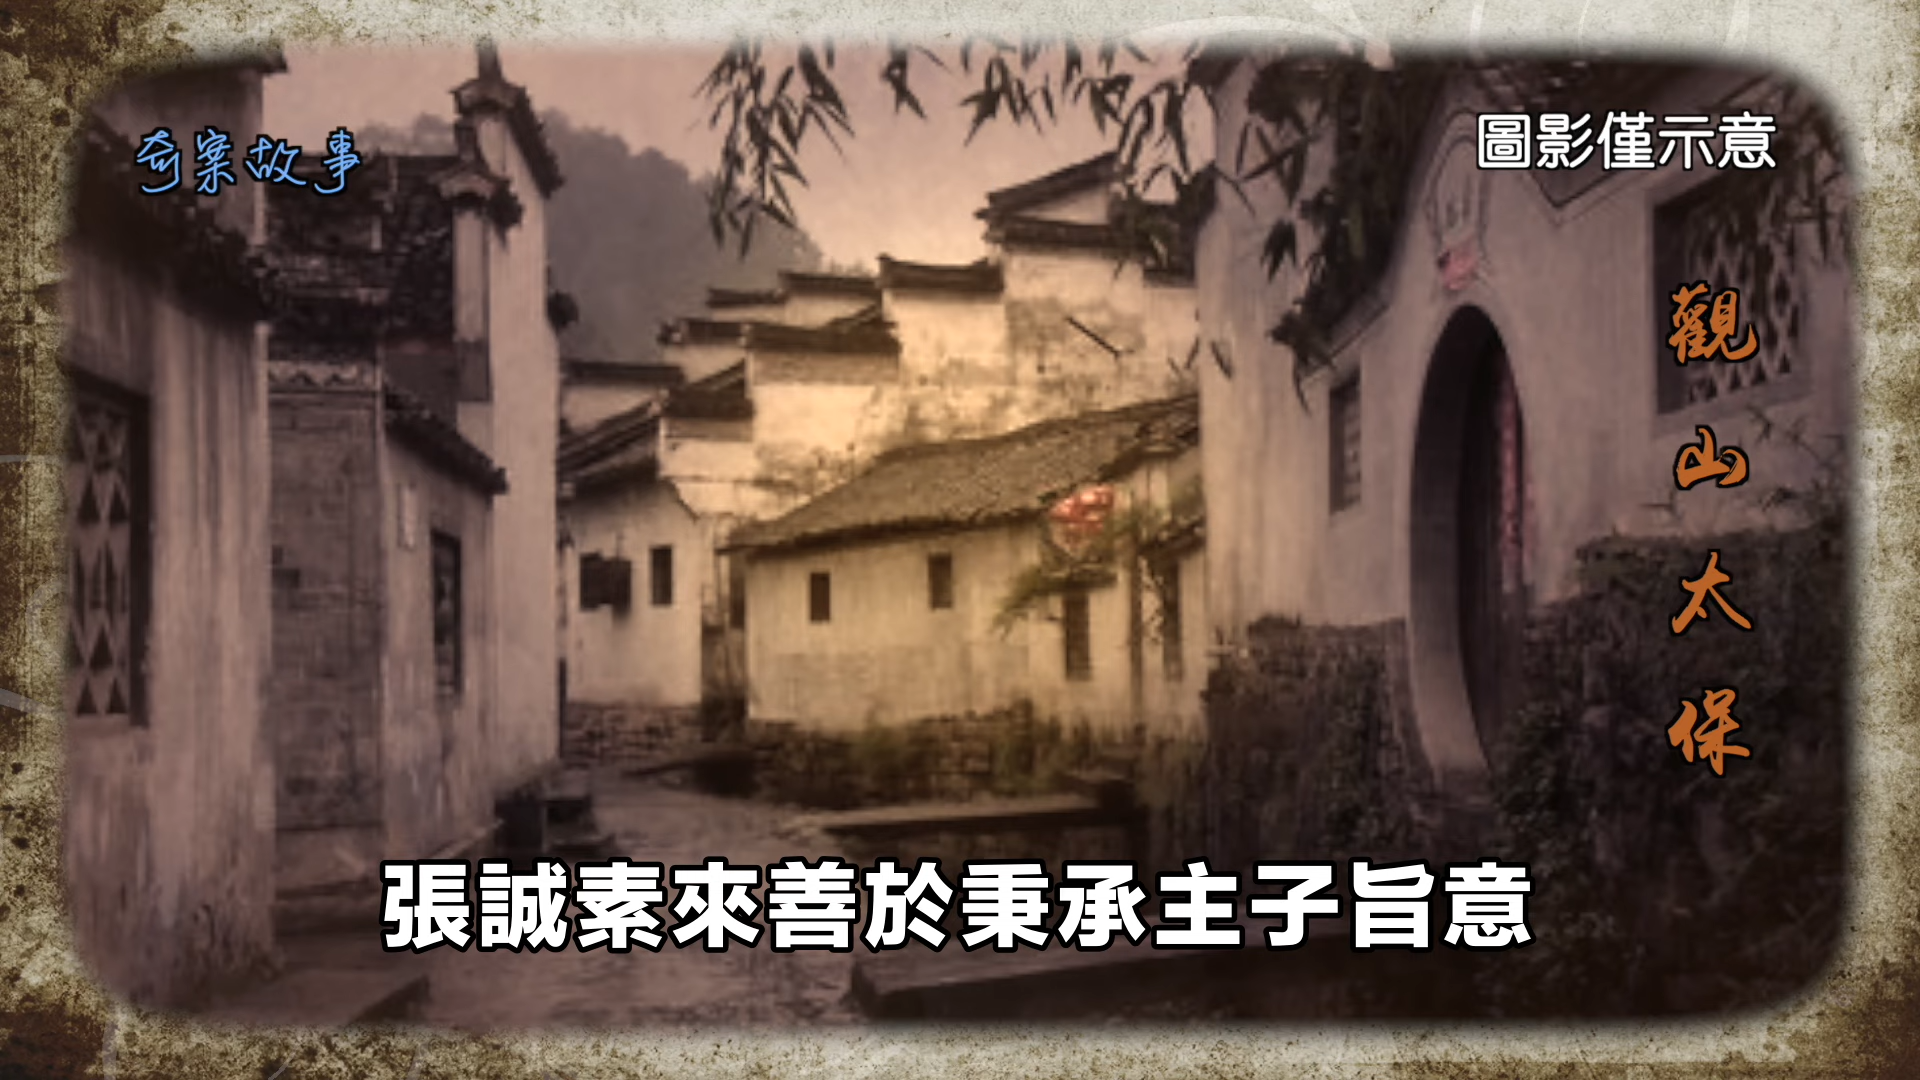 奇案故事
圖影僅示意
觀山太保
張誠素來善於秉承主子旨意